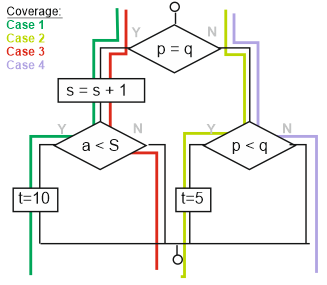 Coverage:
Case 1
Case 2
Case 3
Case 4
Y
N
p = q
s = s + 1
Y
N
Y
N
a < S
p < q
t=10
t=5